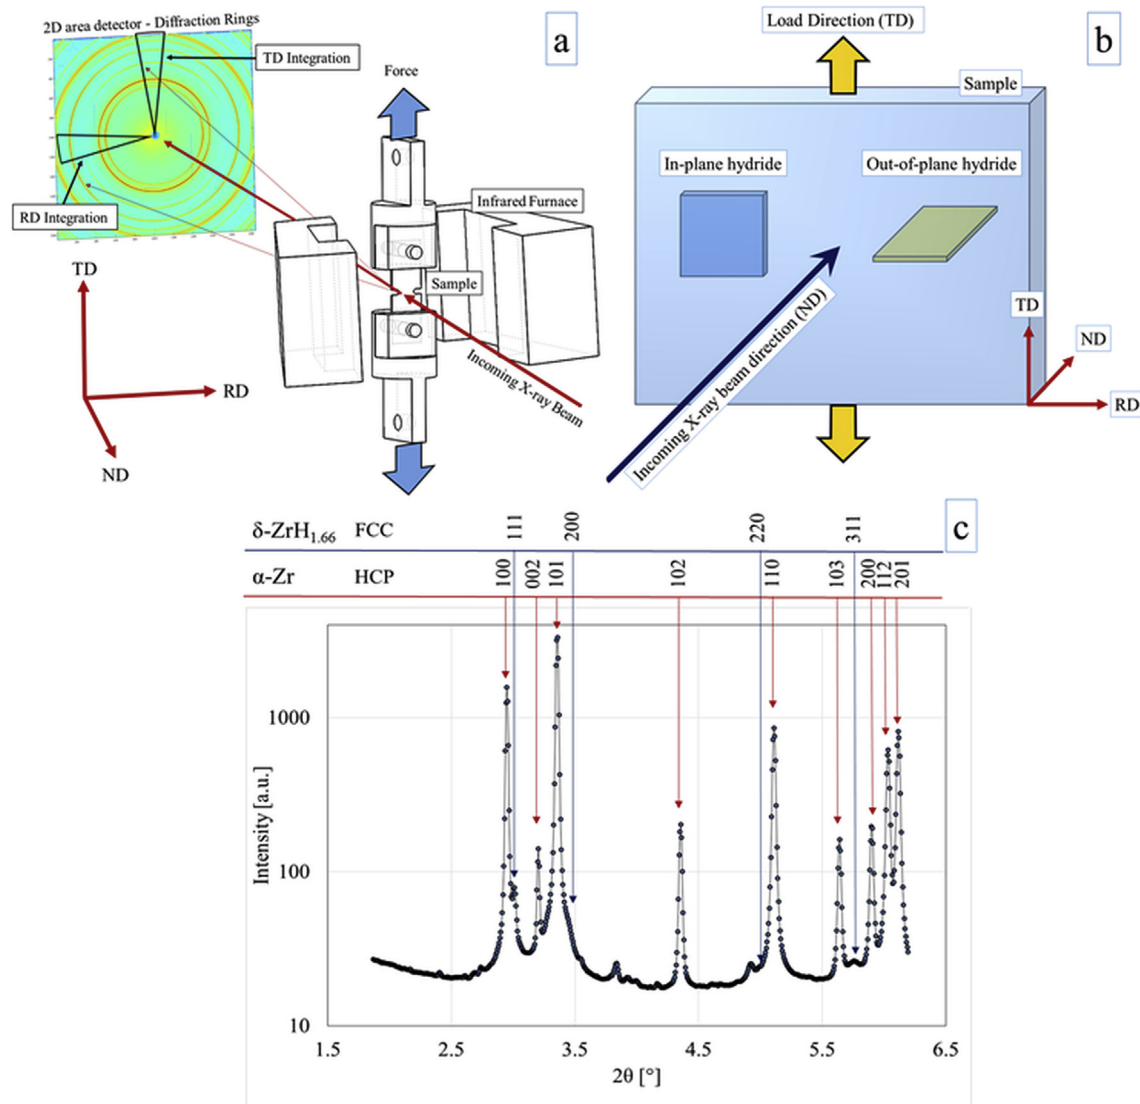 2D area detector - Diffraction Rings
TD Integration
RD Integration
a
Force
Infrared Furnace
Sample
Incoming X-ray Beam
TD
RD
ND
Load Direction (TD)
b
Sample
In-plane hydride
Out-of-plane hydride
Incoming X-ray beam direction (ND)
TD
ND
RD
c
δ-ZrH1.66 FCC 111 200 220 311
α-Zr HCP 100 002 101 102 110 103 200 112 201
Intensity [a.u.]
1000
100
10
1.5 2.5 3.5 4.5 5.5 6.5
2θ [°]